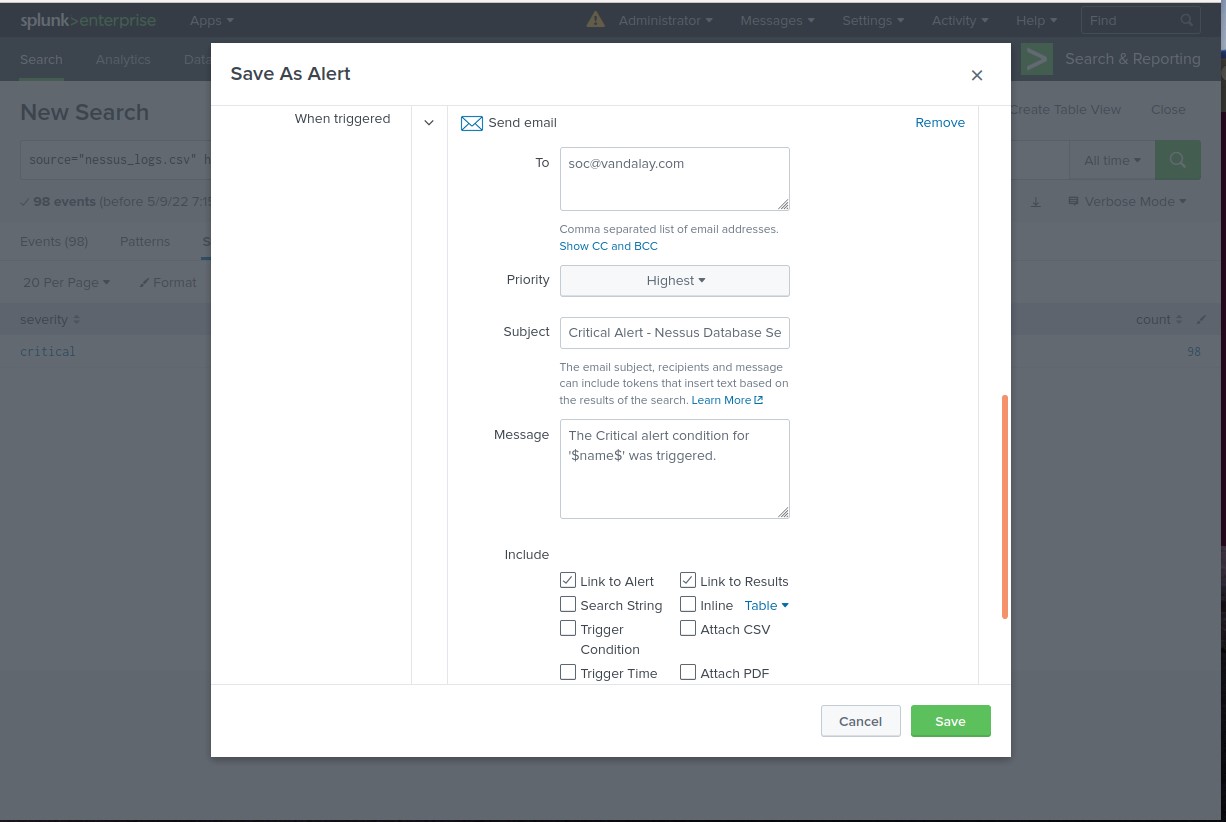 splunk>enterprise Apps Administrator Messages Settings Activity Help Find
Search Analytics Data Search & Reporting
Save As Alert
New Search Create Table View Close
source="nessus_logs.csv" h All time
98 events (before 5/9/22 7:15 Verbose Mode
Events (98) Patterns S
20 Per Page Format
severity count
critical 98
When triggered
Send email Remove
To soc@vandalay.com
Comma separated list of email addresses.
Show CC and BCC
Priority Highest
Subject Critical Alert - Nessus Database Se
The email subject, recipients and message
can include tokens that insert text based on
the results of the search. Learn More
Message The Critical alert condition for
'$name$' was triggered.
Include
Link to Alert Link to Results
Search String Inline Table
Trigger Attach CSV
Condition
Trigger Time Attach PDF
Cancel Save